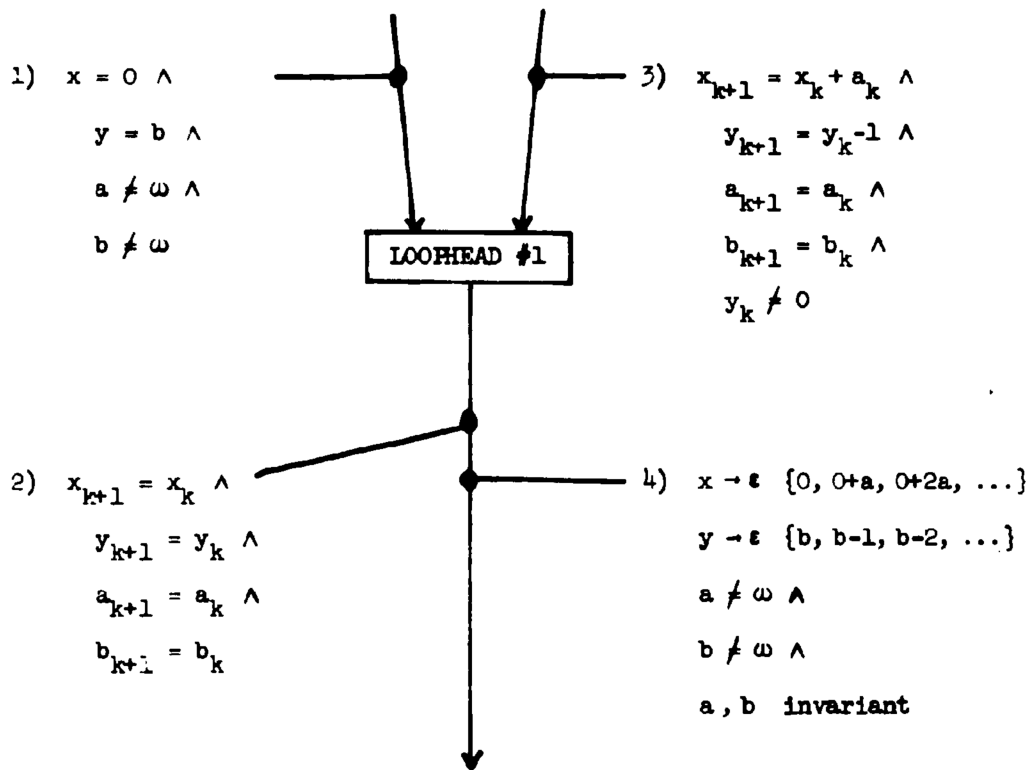 1) x = 0 ∧
y = b ∧
a ≠ ω ∧
b ≠ ω
3) x_{k+1} = x_k + a_k ∧
y_{k+1} = y_k-1 ∧
a_{k+1} = a_k ∧
b_{k+1} = b_k ∧
y_k ≠ 0
LOOPHEAD #1
2) x_{k+1} = x_k ∧
y_{k+1} = y_k ∧
a_{k+1} = a_k ∧
b_{k+1} = b_k
4) x → ε {0, 0+a, 0+2a, ...}
y → ε {b, b-1, b-2, ...}
a ≠ ω ∧
b ≠ ω ∧
a, b invariant